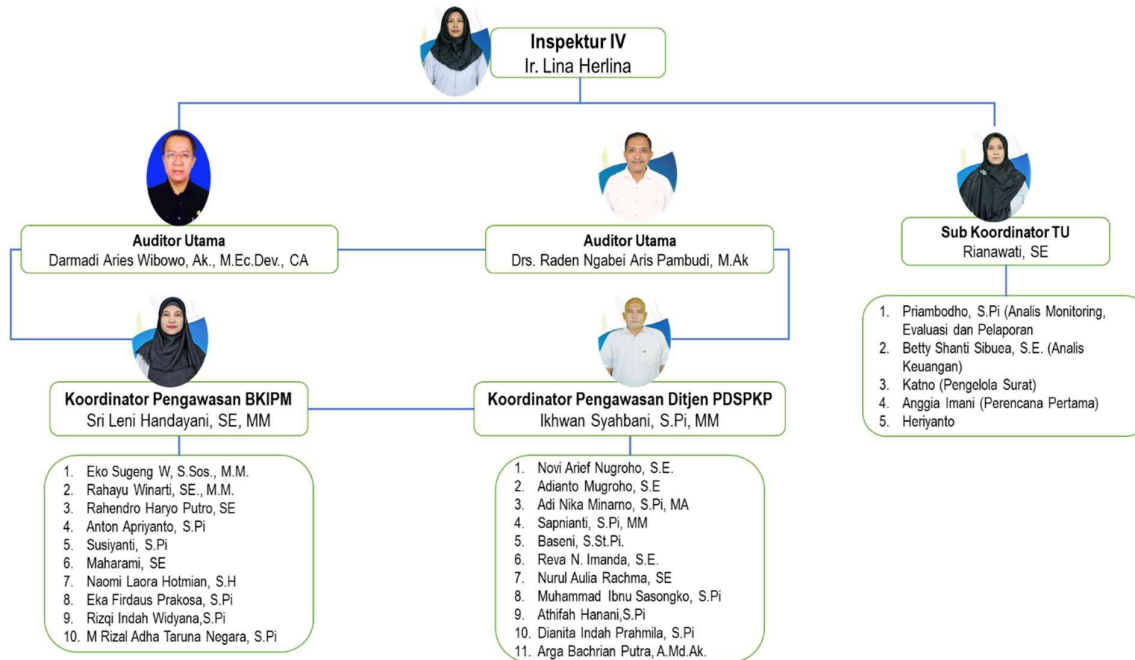 Inspektur IV
Ir. Lina Herlina
Auditor Utama
Darmadi Aries Wibowo, Ak., M.Ec.Dev., CA
Auditor Utama
Drs. Raden Ngabei Aris Pambudi, M.Ak
Sub Koordinator TU
Rianawati, SE
1. Priambodho, S.Pi (Analis Monitoring,
Evaluasi dan Pelaporan
2. Betty Shanti Sibuea, S.E. (Analis
Keuangan)
3. Katno (Pengelola Surat)
4. Anggia Imani (Perencana Pertama)
5. Heriyanto
Koordinator Pengawasan BKIPM
Sri Leni Handayani, SE, MM
1. Eko Sugeng W, S.Sos., M.M.
2. Rahayu Winarti, SE., M.M.
3. Rahendro Haryo Putro, SE
4. Anton Apriyanto, S.Pi
5. Susiyanti, S.Pi
6. Maharami, SE
7. Naomi Laora Hotmian, S.H
8. Eka Firdaus Prakosa, S.Pi
9. Rizqi Indah Widyana,S.Pi
10. M Rizal Adha Taruna Negara, S.Pi
Koordinator Pengawasan Ditjen PDSPKP
Ikhwan Syahbani, S.Pi, MM
1. Novi Arief Nugroho, S.E.
2. Adianto Mugroho, S.E
3. Adi Nika Minarno, S.Pi, MA
4. Sapnianti, S.Pi, MM
5. Baseni, S.St.Pi.
6. Reva N. Imanda, S.E.
7. Nurul Aulia Rachma, SE
8. Muhammad Ibnu Sasongko, S.Pi
9. Athifah Hanani,S.Pi
10. Dianita Indah Prahmila, S.Pi
11. Arga Bachrian Putra, A.Md.Ak.